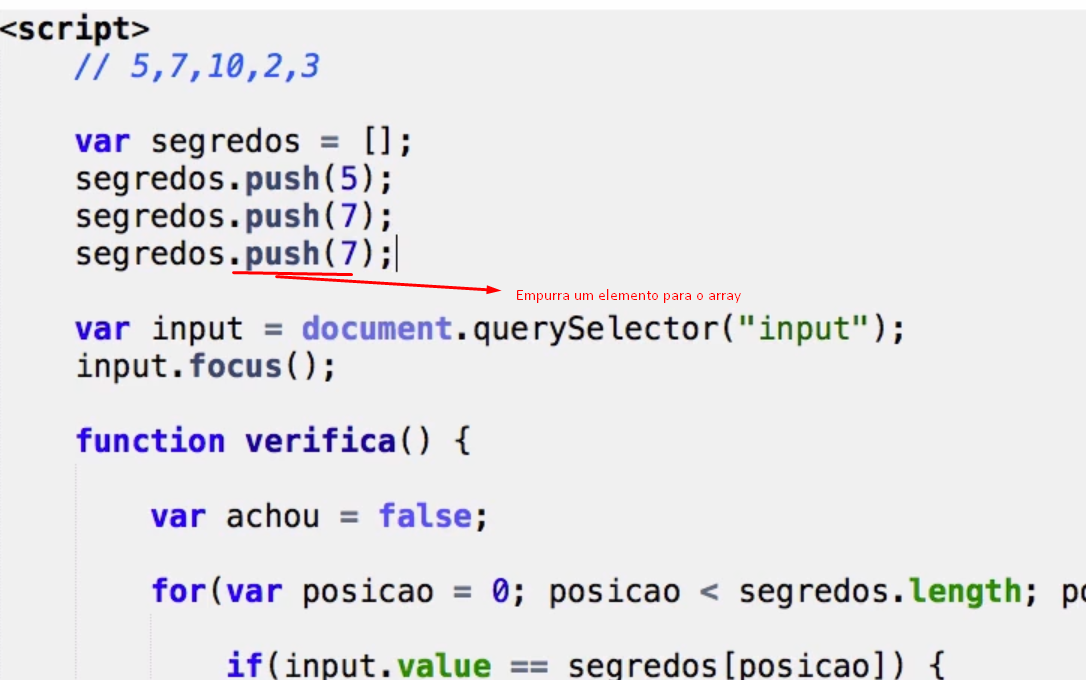 <script>
// 5,7,10,2,3
var segredos = [];
segredos.push(5);
segredos.push(7);
segredos.push(7);
Empurra um elemento para o array
var input = document.querySelector("input");
input.focus();
function verifica() {
var achou = false;
for(var posicao = 0; posicao < segredos.length;
if(input.value == segredos[posicao]) {